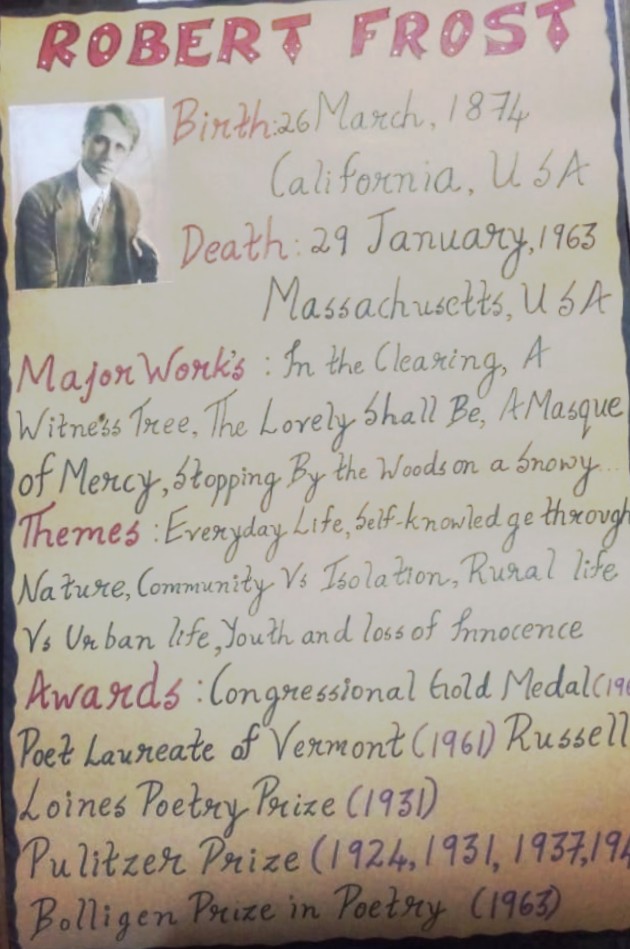 ROBERT FROST
Birth:26 March, 1874
California, USA
Death: 29 January, 1963
Massachusetts, USA
Major Work's : In the Clearing, A
Witness Tree, The Lovely Shall Be, A Masque
of Mercy, Stopping By the Woods on a Snowy...
Themes : Everyday Life, Self-knowledge through
Nature, Community Vs Isolation, Rural life
Vs Urban life, Youth and loss of Innocence
Awards : Congressional Gold Medal (196
Poet Laureate of Vermont (1961) Russell
Loines Poetry Prize (1931)
Pulitzer Prize (1924, 1931, 1937, 194
Bolligen Prize in Poetry (1963)